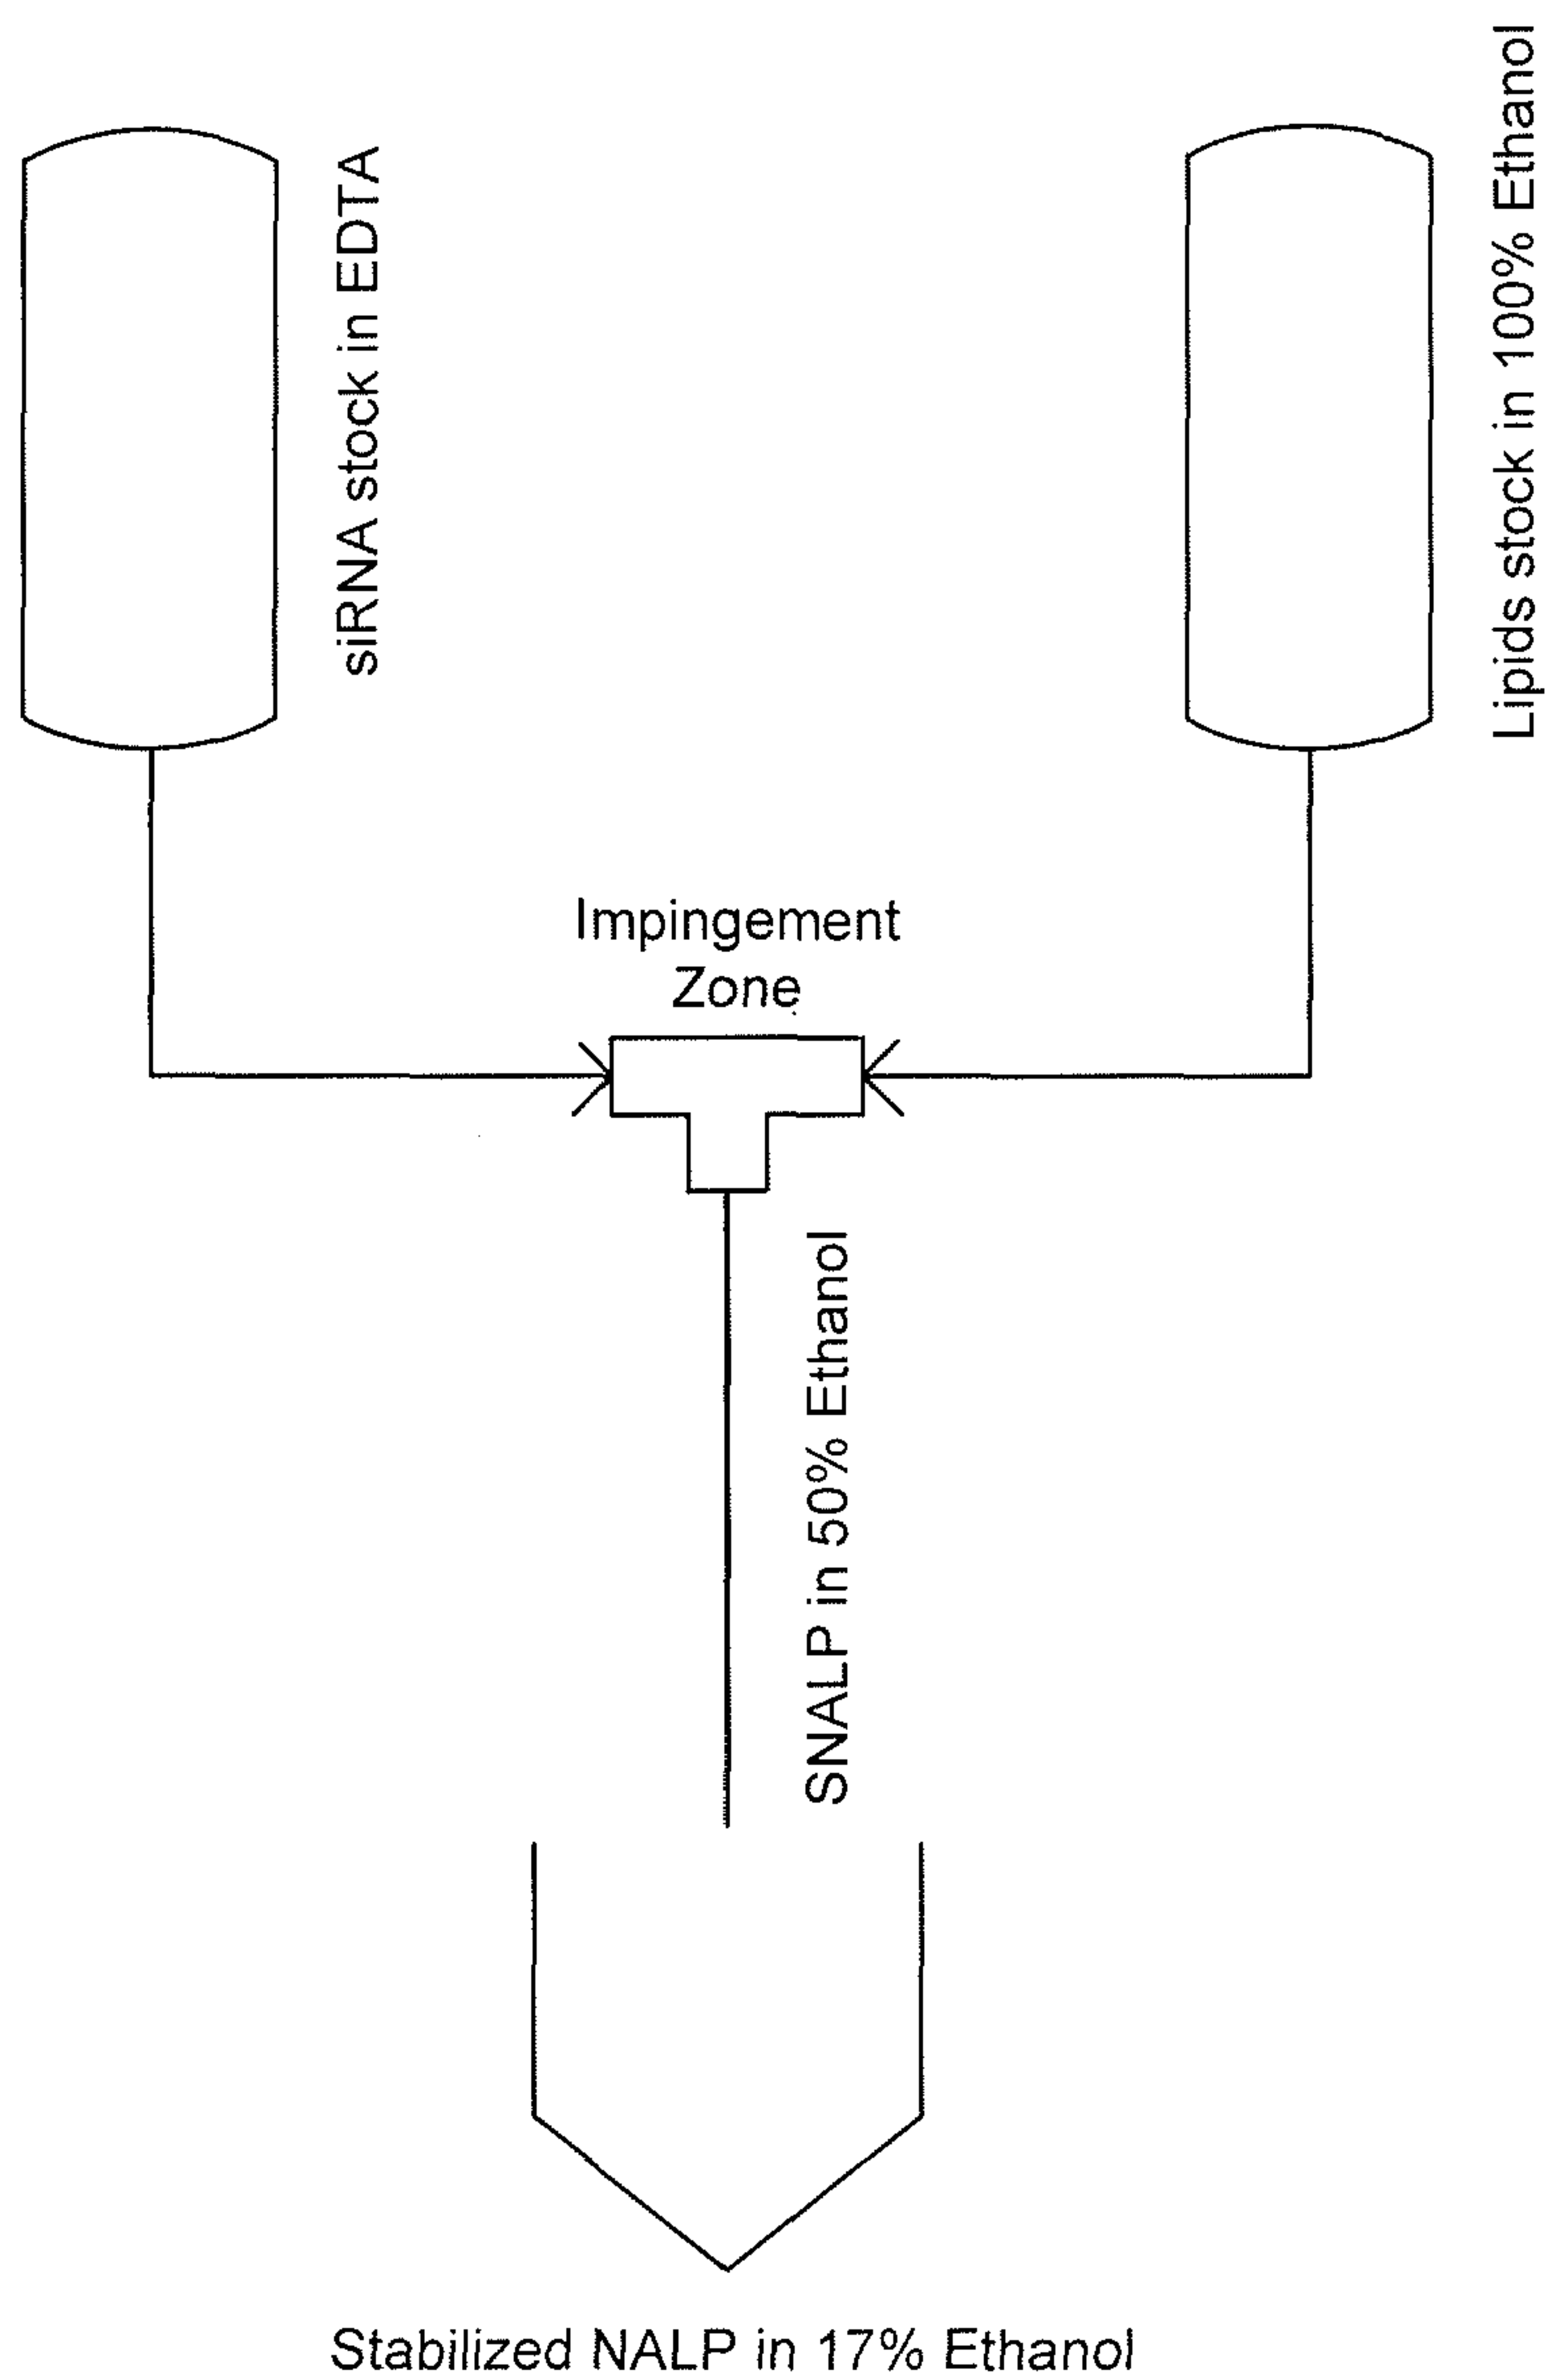 siRNA stock in EDTA
Lipids stock in 100% Ethanol
Impingement
Zone
SNALP in 50% Ethanol
Stabilized NALP in 17% Ethanol